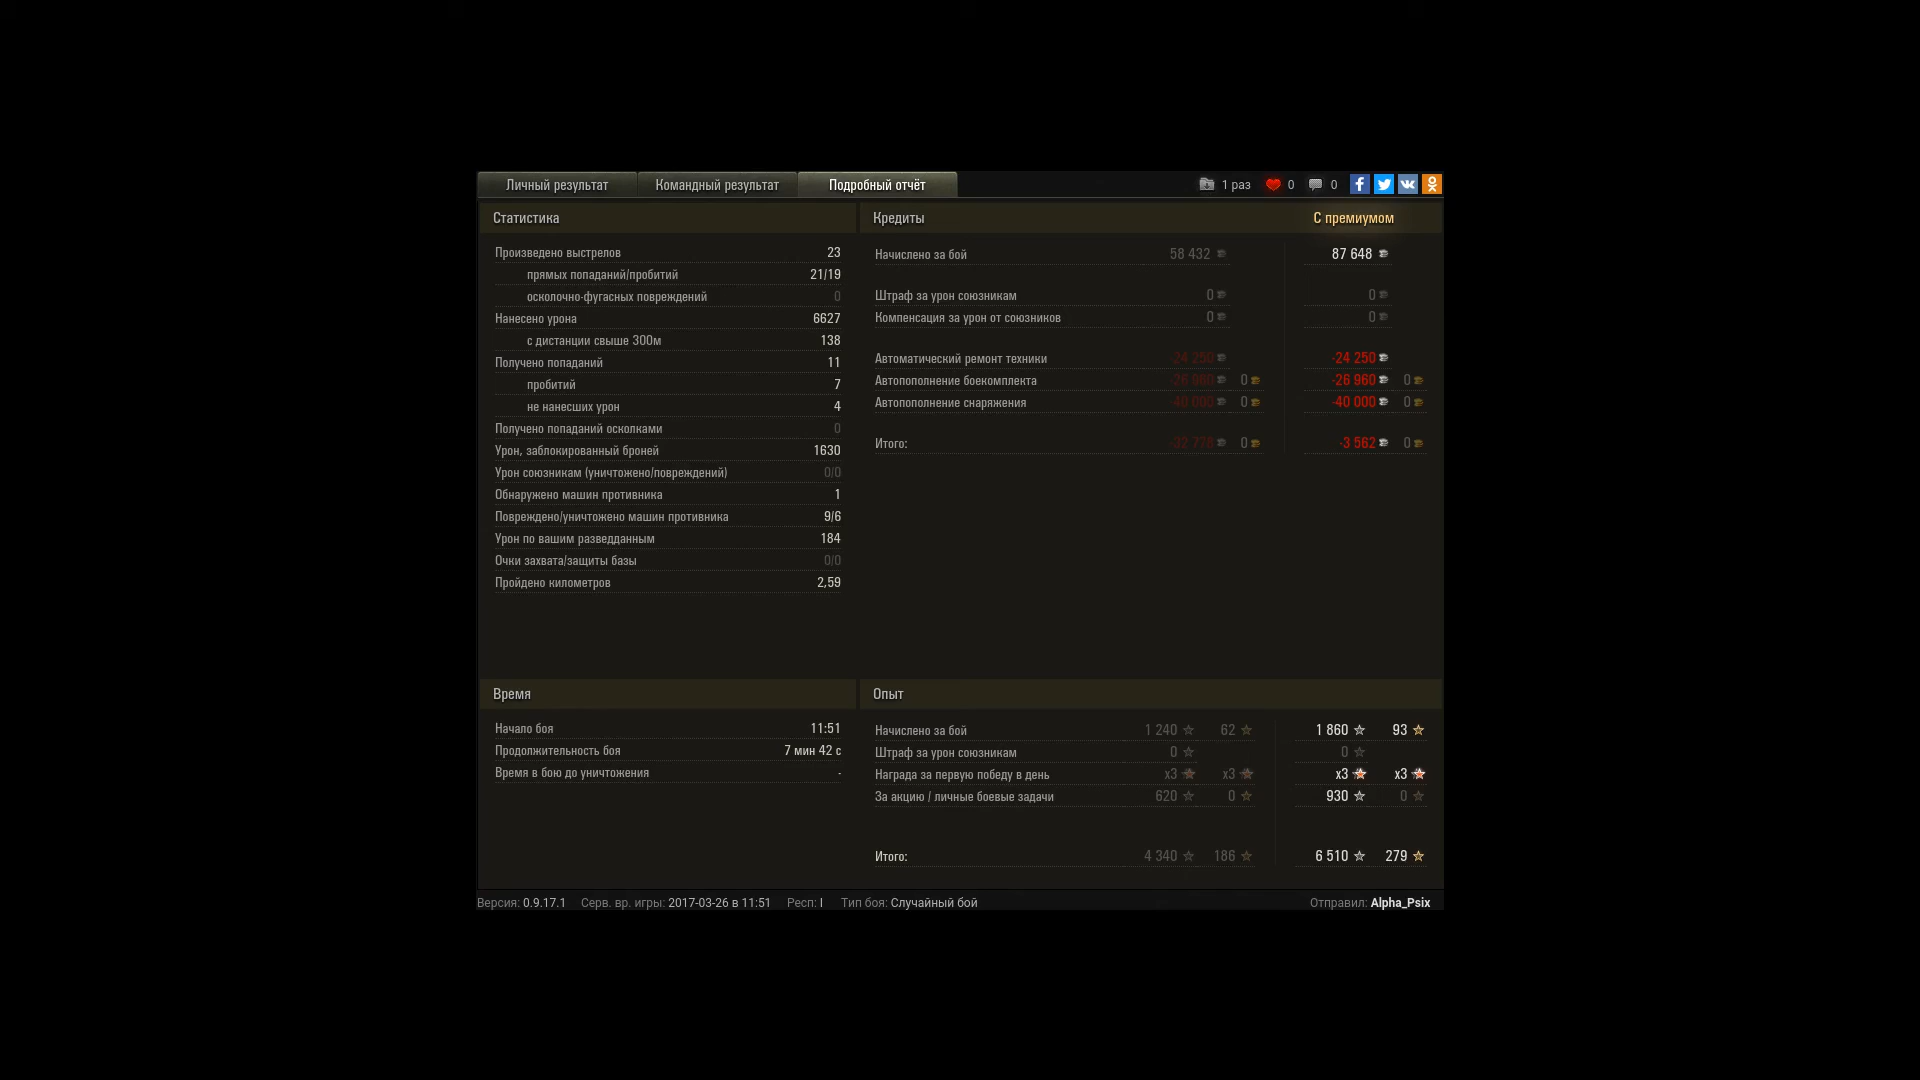 Личный результат Командный результат Подробный отчёт 1 раз 0 0
Статистика
Произведено выстрелов 23
прямых попаданий/пробитий 21/19
осколочно-фугасных повреждений 0
Нанесено урона 6627
с дистанции свыше 300м 138
Получено попаданий 11
пробитий 7
не нанесших урон 4
Получено попаданий осколками 0
Урон, заблокированный броней 1630
Урон союзникам (уничтожено/повреждений) 0/0
Обнаружено машин противника 1
Повреждено/уничтожено машин противника 9/6
Урон по вашим разведданным 184
Очки захвата/защиты базы 0/0
Пройдено километров 2,59
Кредиты С премиумом
Начислено за бой 58 432 87 648
Штраф за урон союзникам 0 0
Компенсация за урон от союзников 0 0
Автоматический ремонт техники -24 250 -24 250
Автопополнение боекомплекта -26 960 0 -26 960 0
Автопополнение снаряжения -40 000 0 -40 000 0
Итого: -32 778 0 -3 562 0
Время
Начало боя 11:51
Продолжительность боя 7 мин 42 с
Время в бою до уничтожения -
Опыт
Начислено за бой 1 240 62 1 860 93
Штраф за урон союзникам 0 0
Награда за первую победу в день x3 x3 x3 x3
За акцию / личные боевые задачи 620 0 930 0
Итого: 4 340 186 6 510 279
Версия: 0.9.17.1 Серв. вр. игры: 2017-03-26 в 11:51 Респ: I Тип боя: Случайный бой Отправил: Alpha_Psix